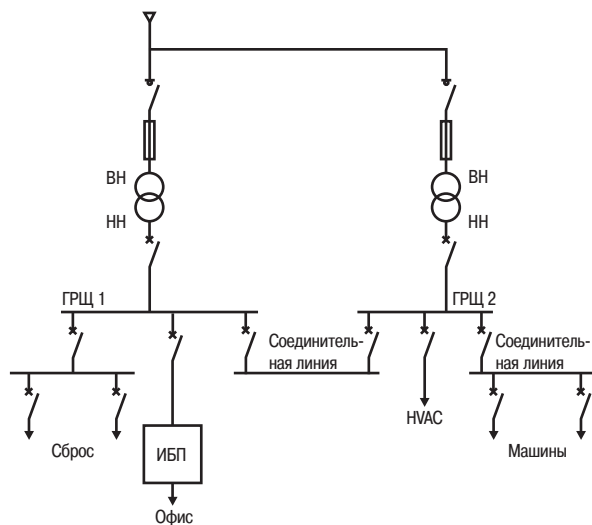 ВН
НН
ВН
НН
ГРЩ 1
ГРЩ 2
Соединитель-
ная линия
Соединитель-
ная линия
HVAC
Сброс
ИБП
Машины
Офис